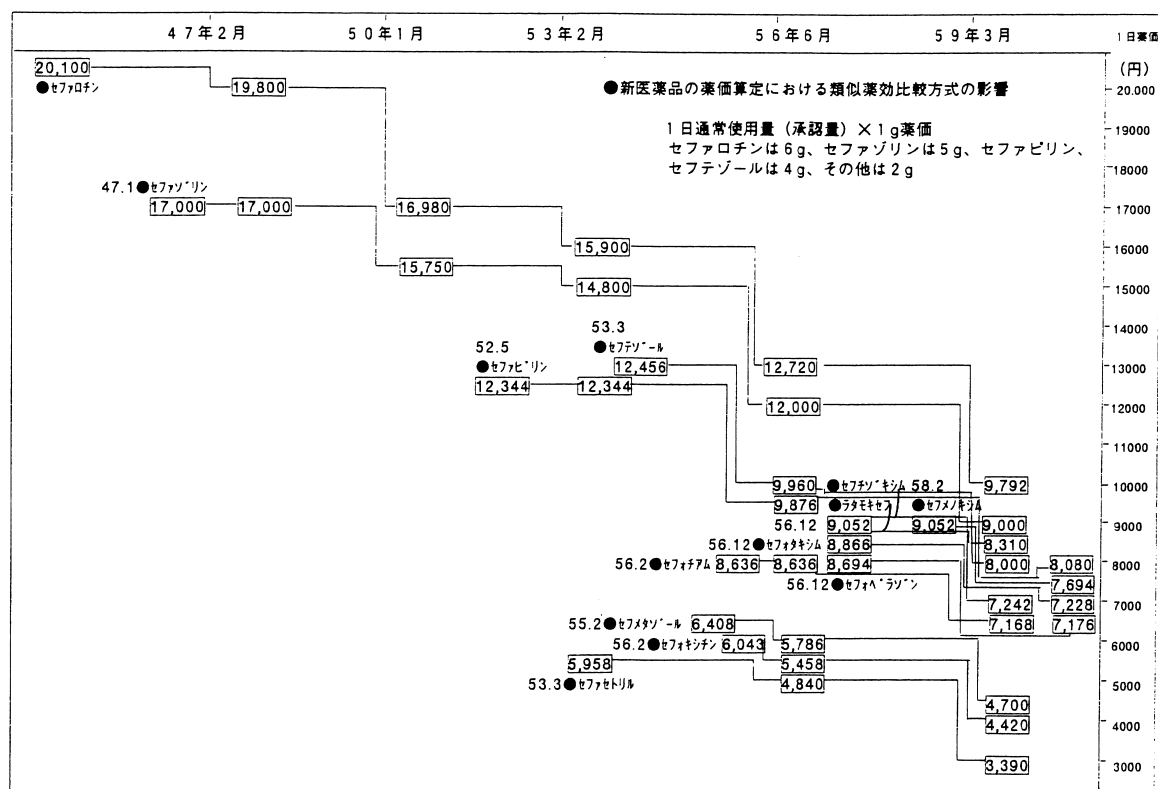 47年2月 50年1月 53年2月 56年6月 59年3月 1日薬価
(円)
20,100
●セファロチン
19,800
●新医薬品の薬価算定における類似薬効比較方式の影響
20.000
1日通常使用量（承認量）×1g薬価
セファロチンは6g、セファゾリンは5g、セファピリン、
セフテゾールは4g、その他は2g
19000
18000
47.1●セファゾリン
17,000 17,000 16,980 17000
15,900 16000
15,750
14,800 15000
14000
53.3
●セフテゾール
52.5
●セファピリン
12,456 12,720 13000
12,344 12,344
12,000 12000
11000
9,960 ●セフチゾキシム 58.2 9,792 10000
9,876 ●ラタモキセフ ●セフメノキシム
56.12 9,052 9,052 9,000 9000
56.12●セフォタキシム 8,866 8,310
56.2●セフォチアム 8,636 8,636 8,694 8,000 8,080 8000
56.12●セフォペラゾン 7,694
7,242 7,228 7000
7,168 7,176
55.2●セフメタゾール 6,408
56.2●セフォキシチン 6,043 5,786 6000
5,958 5,458
53.3●セファセトリル 4,840 5000
4,700
4,420 4000
3,390 3000